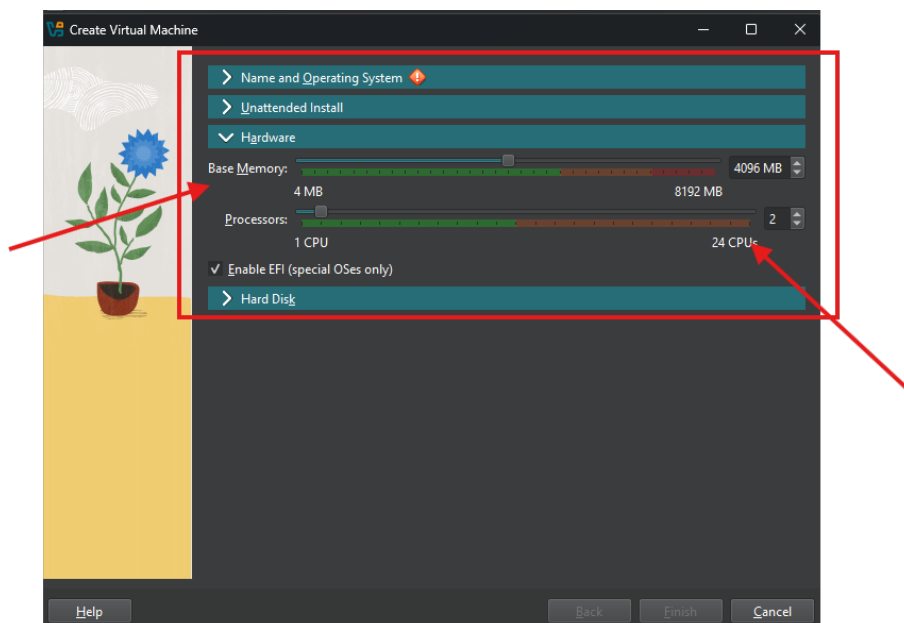 Create Virtual Machine
Name and Operating System
Unattended Install
Hardware
Base Memory: 4096 MB
4 MB 8192 MB
Processors: 2
1 CPU 24 CPUs
Enable EFI (special OSes only)
Hard Disk
Help Back Finish Cancel